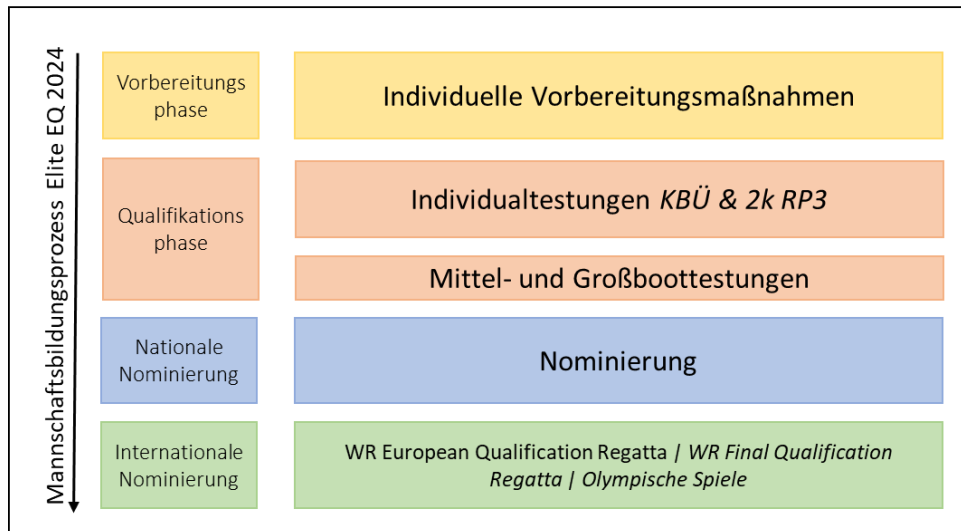 Mannschaftsbildungsprozess Elite EQ 2024
Vorbereitungs
phase
Individuelle Vorbereitungsmaßnahmen
Qualifikations
phase
Individualtestungen KBÜ & 2k RP3
Mittel- und Großboottestungen
Nationale
Nominierung
Nominierung
Internationale
Nominierung
WR European Qualification Regatta | WR Final Qualification
Regatta | Olympische Spiele